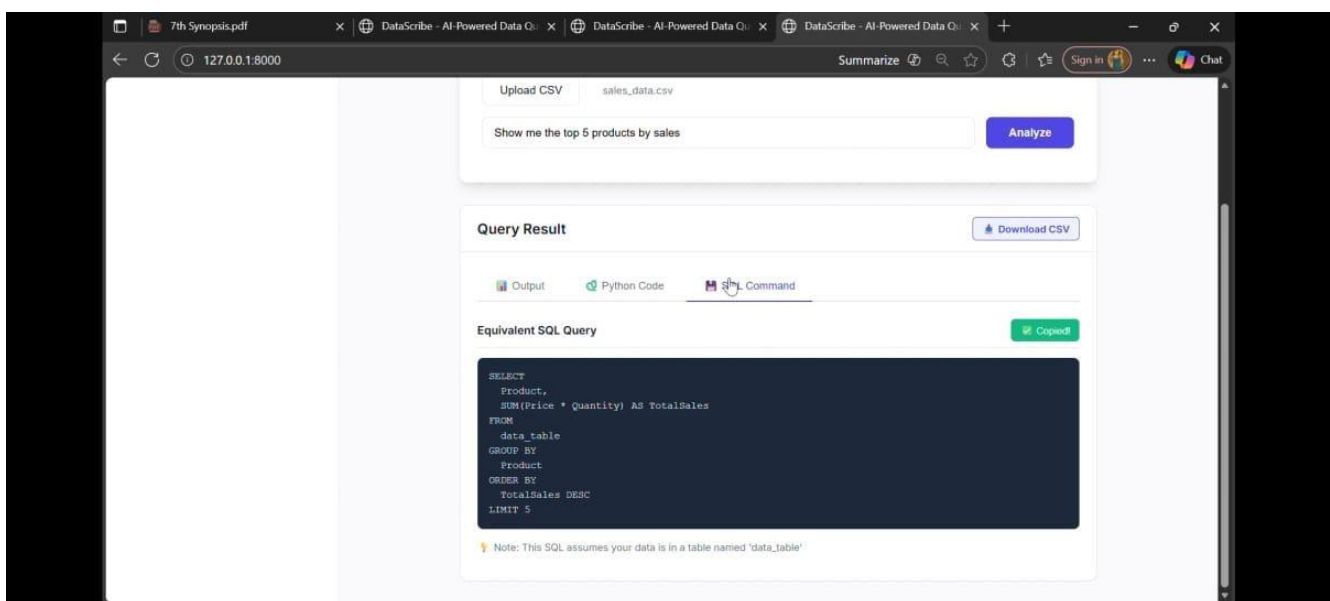 7th Synopsis.pdf
DataScribe - AI-Powered Data Qu
DataScribe - AI-Powered Data Qu
DataScribe - AI-Powered Data Qu
127.0.0.1:8000
Summarize
Sign in
Chat
Upload CSV sales_data.csv
Show me the top 5 products by sales Analyze
Query Result Download CSV
Output Python Code SQL Command
Equivalent SQL Query Copied!
SELECT
Product,
SUM(Price * Quantity) AS TotalSales
FROM
data_table
GROUP BY
Product
ORDER BY
TotalSales DESC
LIMIT 5
Note: This SQL assumes your data is in a table named 'data_table'